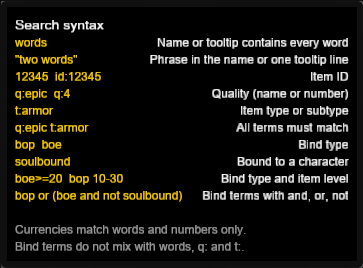 Search syntax
words Name or tooltip contains every word
"two words" Phrase in the name or one tooltip line
12345 id:12345 Item ID
q:epic q:4 Quality (name or number)
t:armor Item type or subtype
q:epic t:armor All terms must match
bop boe Bind type
soulbound Bound to a character
boe>=20 bop 10-30 Bind type and item level
bop or (boe and not soulbound) Bind terms with and, or, not
Currencies match words and numbers only.
Bind terms do not mix with words, q: and t:.